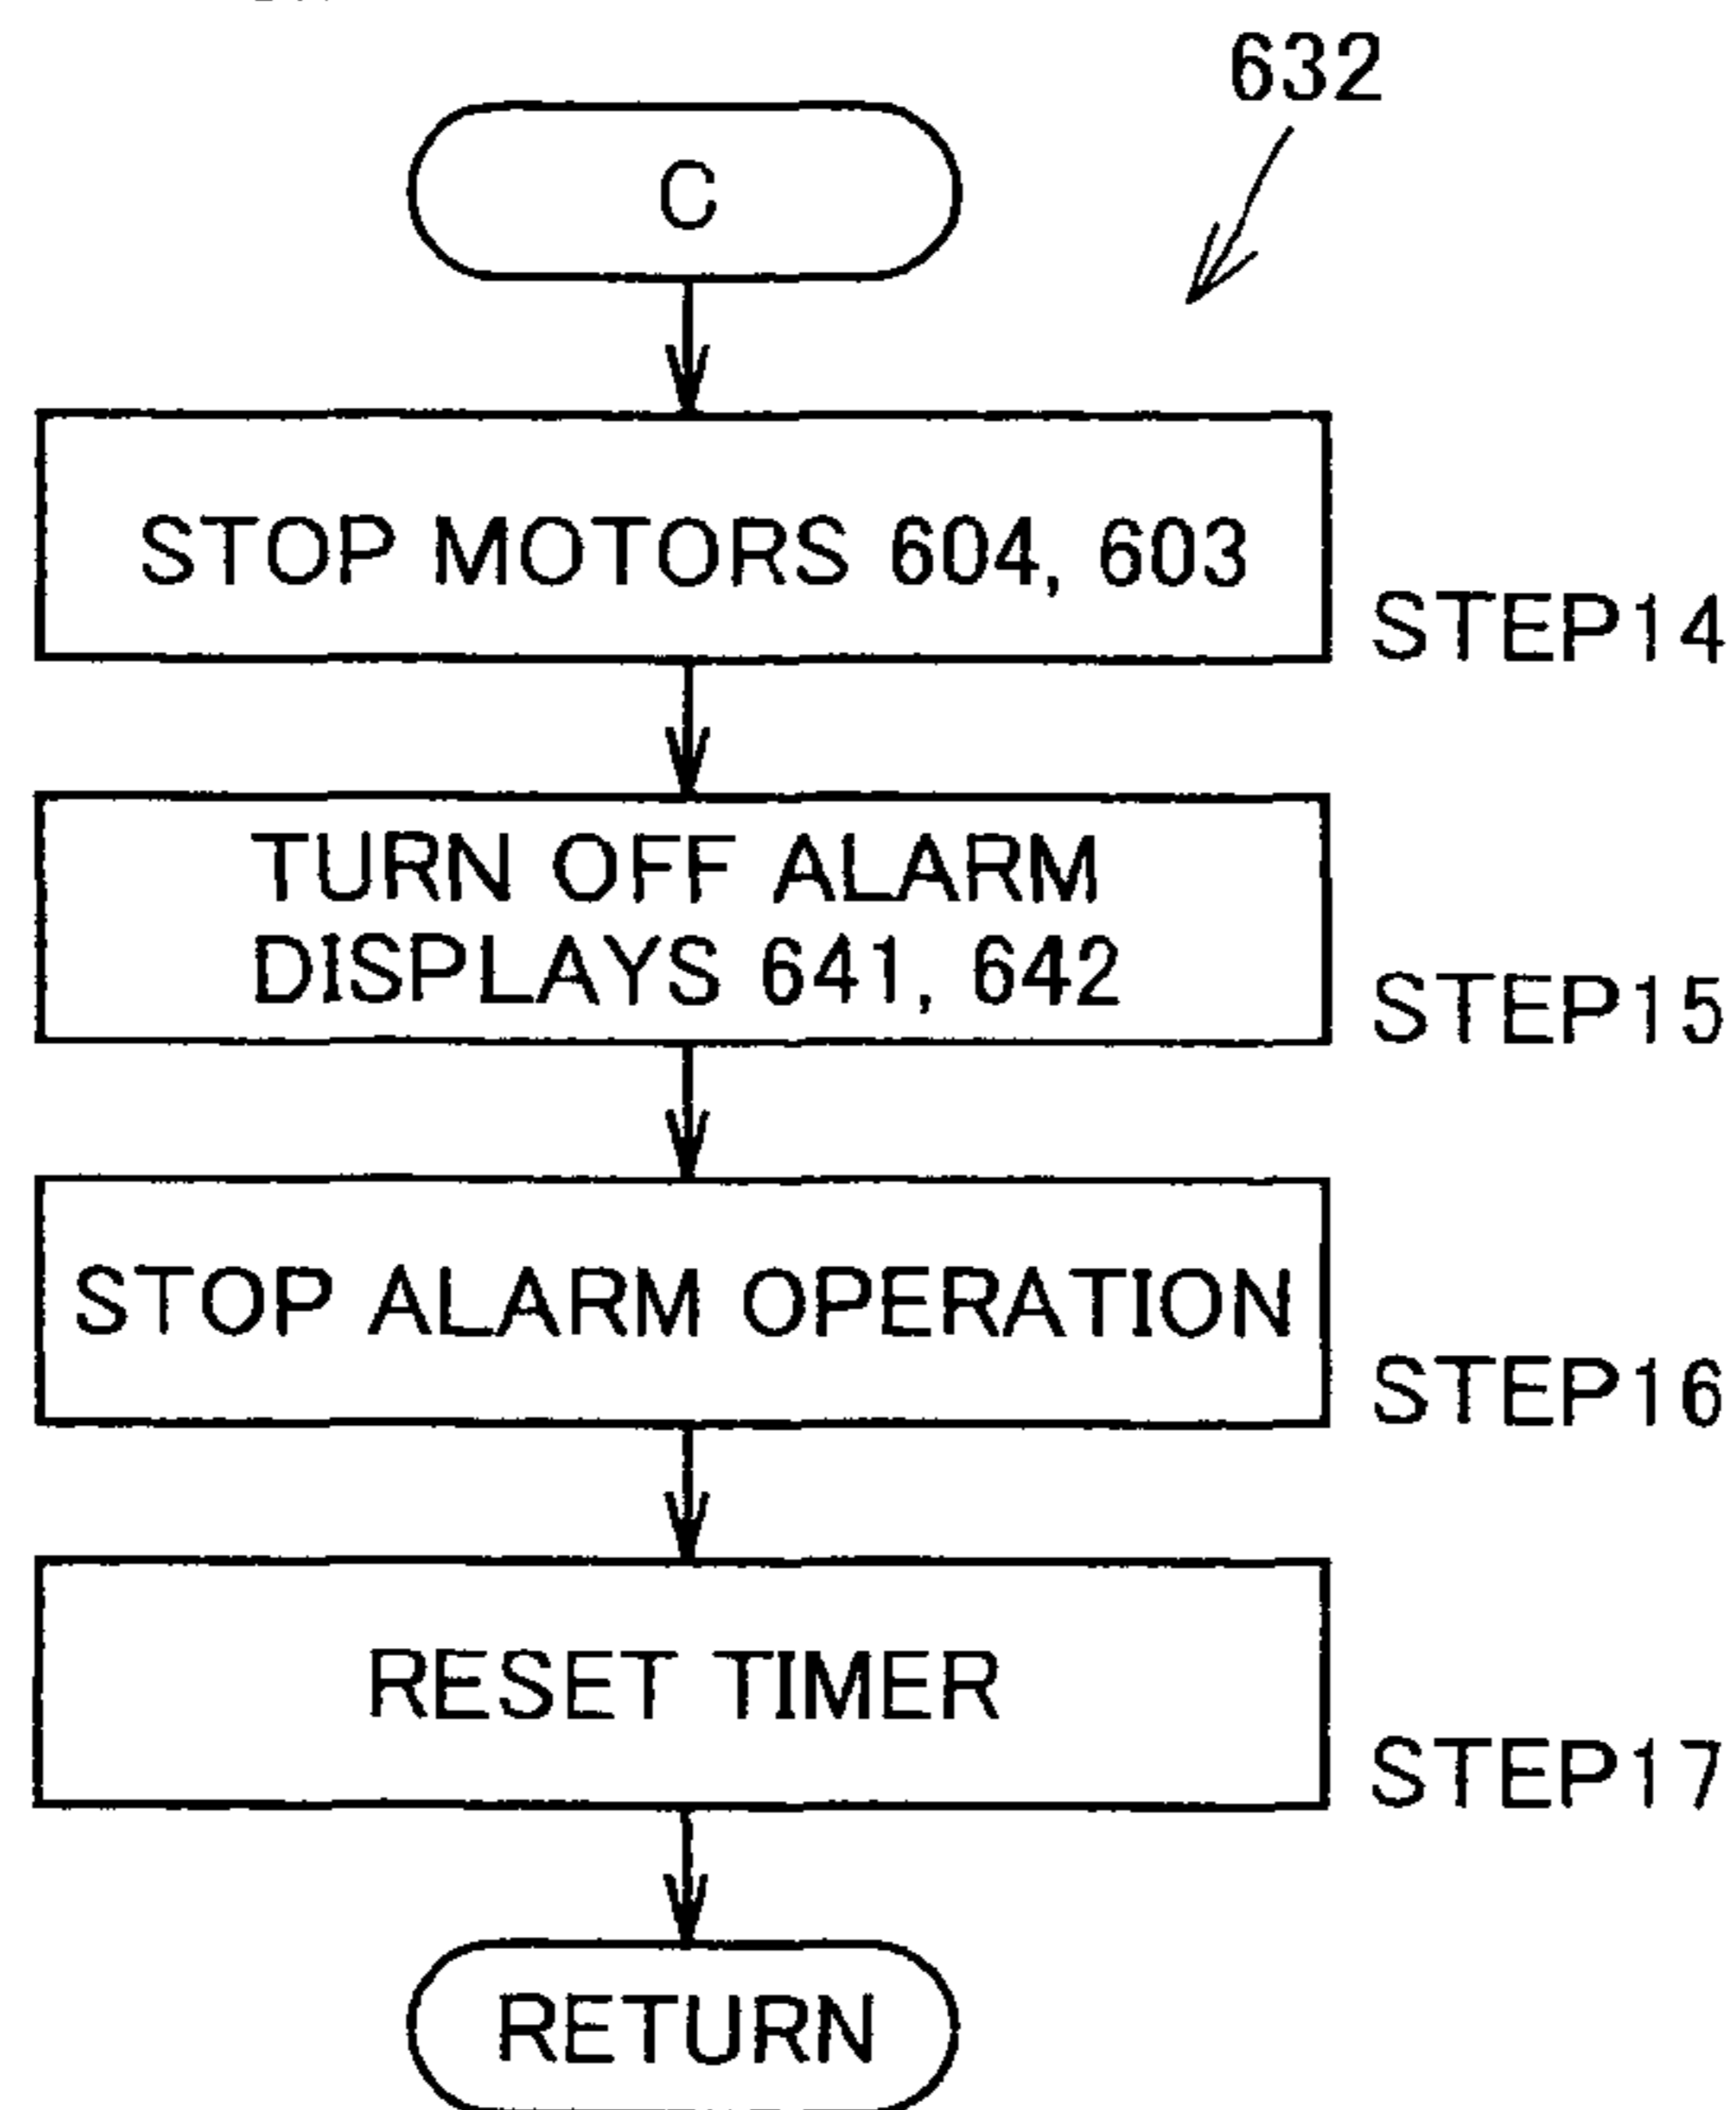 632
C
STOP MOTORS 604, 603
STEP14
TURN OFF ALARM
DISPLAYS 641, 642
STEP15
STOP ALARM OPERATION
STEP16
RESET TIMER
STEP17
RETURN